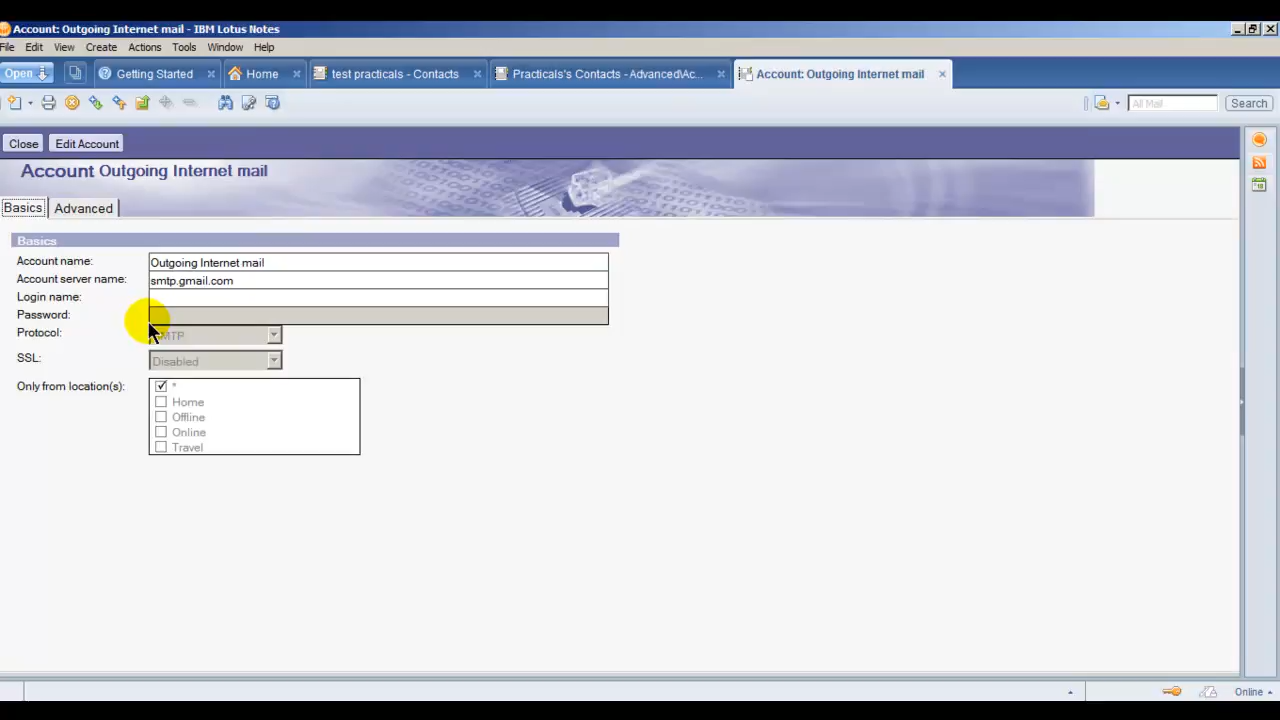 Account: Outgoing Internet mail - IBM Lotus Notes
File Edit View Create Actions Tools Window Help
Open Getting Started Home test practicals - Contacts Practicals's Contacts - Advanced\Ac... Account: Outgoing Internet mail
All Mail Search
Close Edit Account
Account Outgoing Internet mail
Basics Advanced
Basics
Account name: Outgoing Internet mail
Account server name: smtp.gmail.com
Login name:
Password:
Protocol: SMTP
SSL: Disabled
Only from location(s): *
Home
Offline
Online
Travel
Online